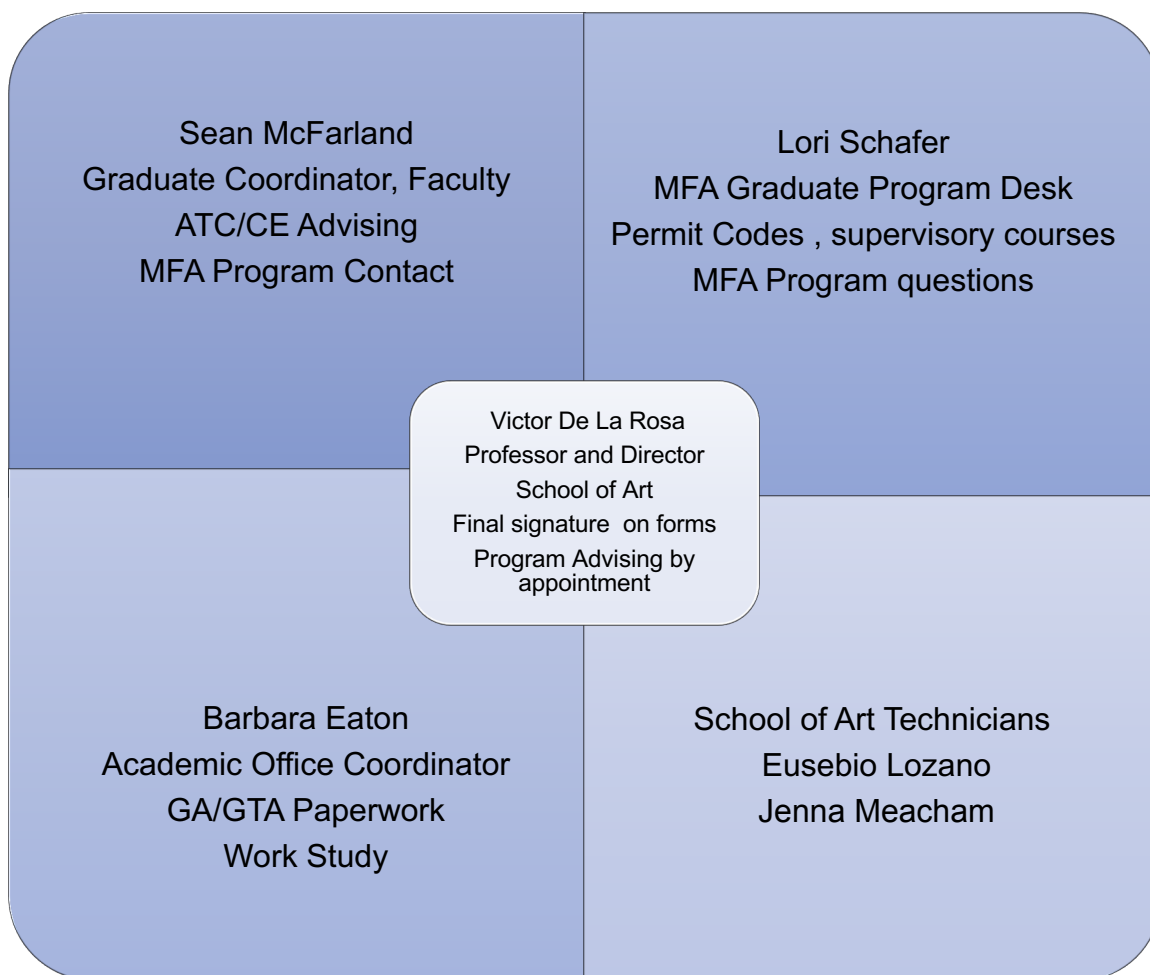 Sean McFarland
Graduate Coordinator, Faculty
ATC/CE Advising
MFA Program Contact
Lori Schafer
MFA Graduate Program Desk
Permit Codes , supervisory courses
MFA Program questions
Victor De La Rosa
Professor and Director
School of Art
Final signature on forms
Program Advising by
appointment
Barbara Eaton
Academic Office Coordinator
GA/GTA Paperwork
Work Study
School of Art Technicians
Eusebio Lozano
Jenna Meacham